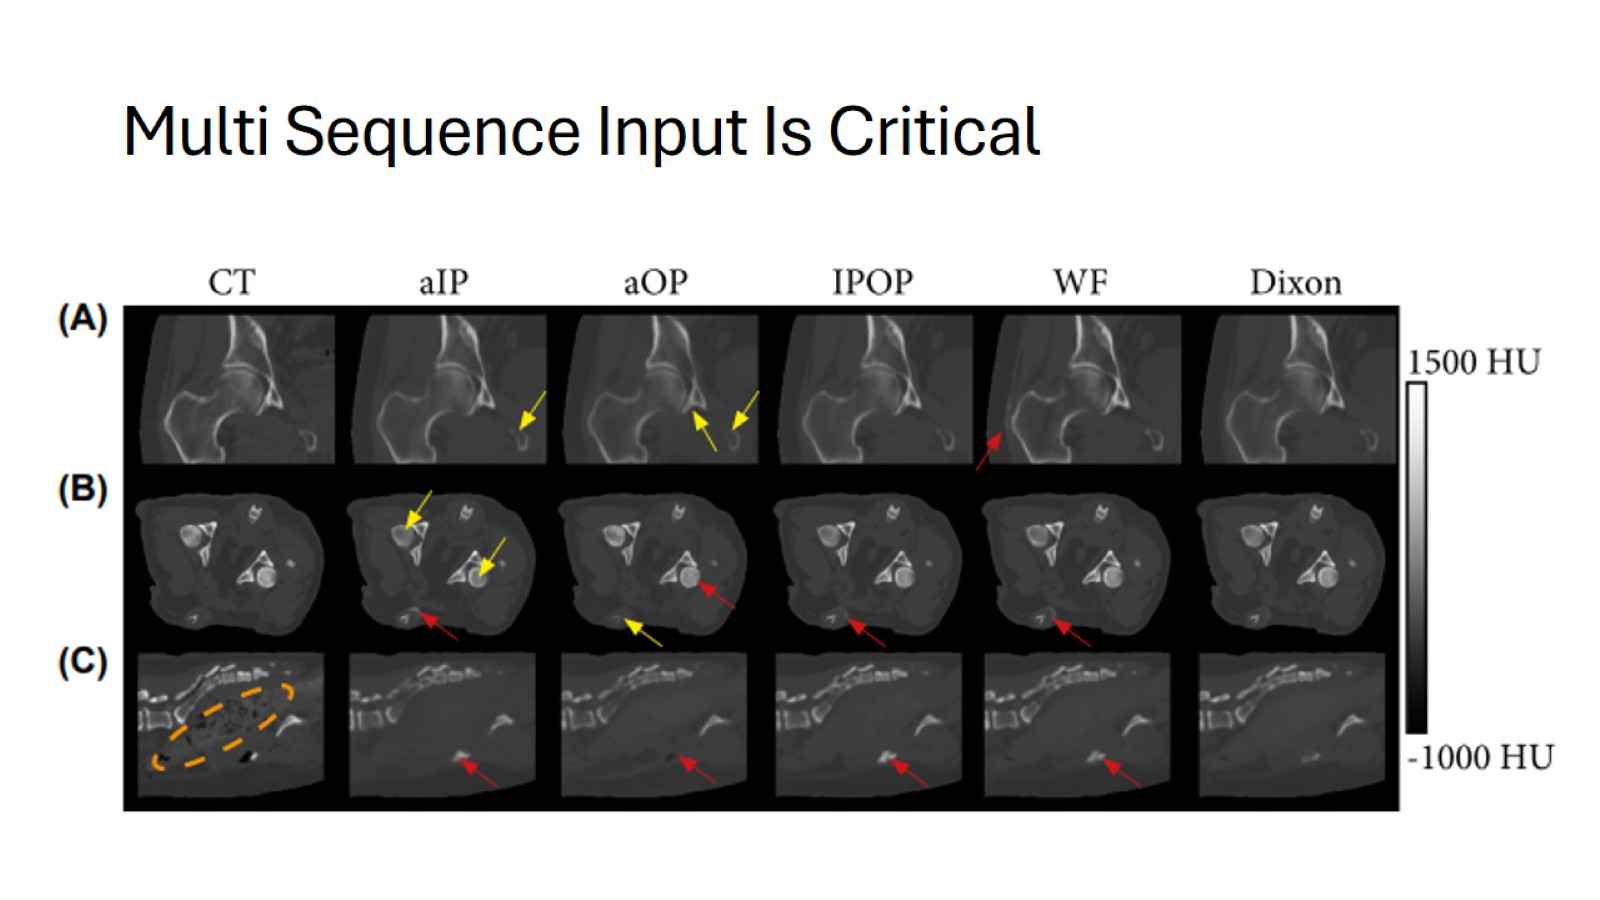 Multi Sequence Input Is Critical
CT aIP aOP IPOP WF Dixon
(A)
1500 HU
(B)
(C)
-1000 HU